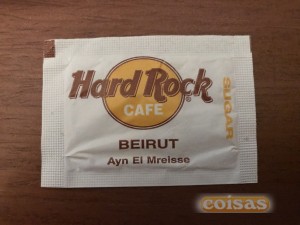 Hard Rock
®
CAFE
SUGAR
BEIRUT
Ayn El Mreisse
coisas